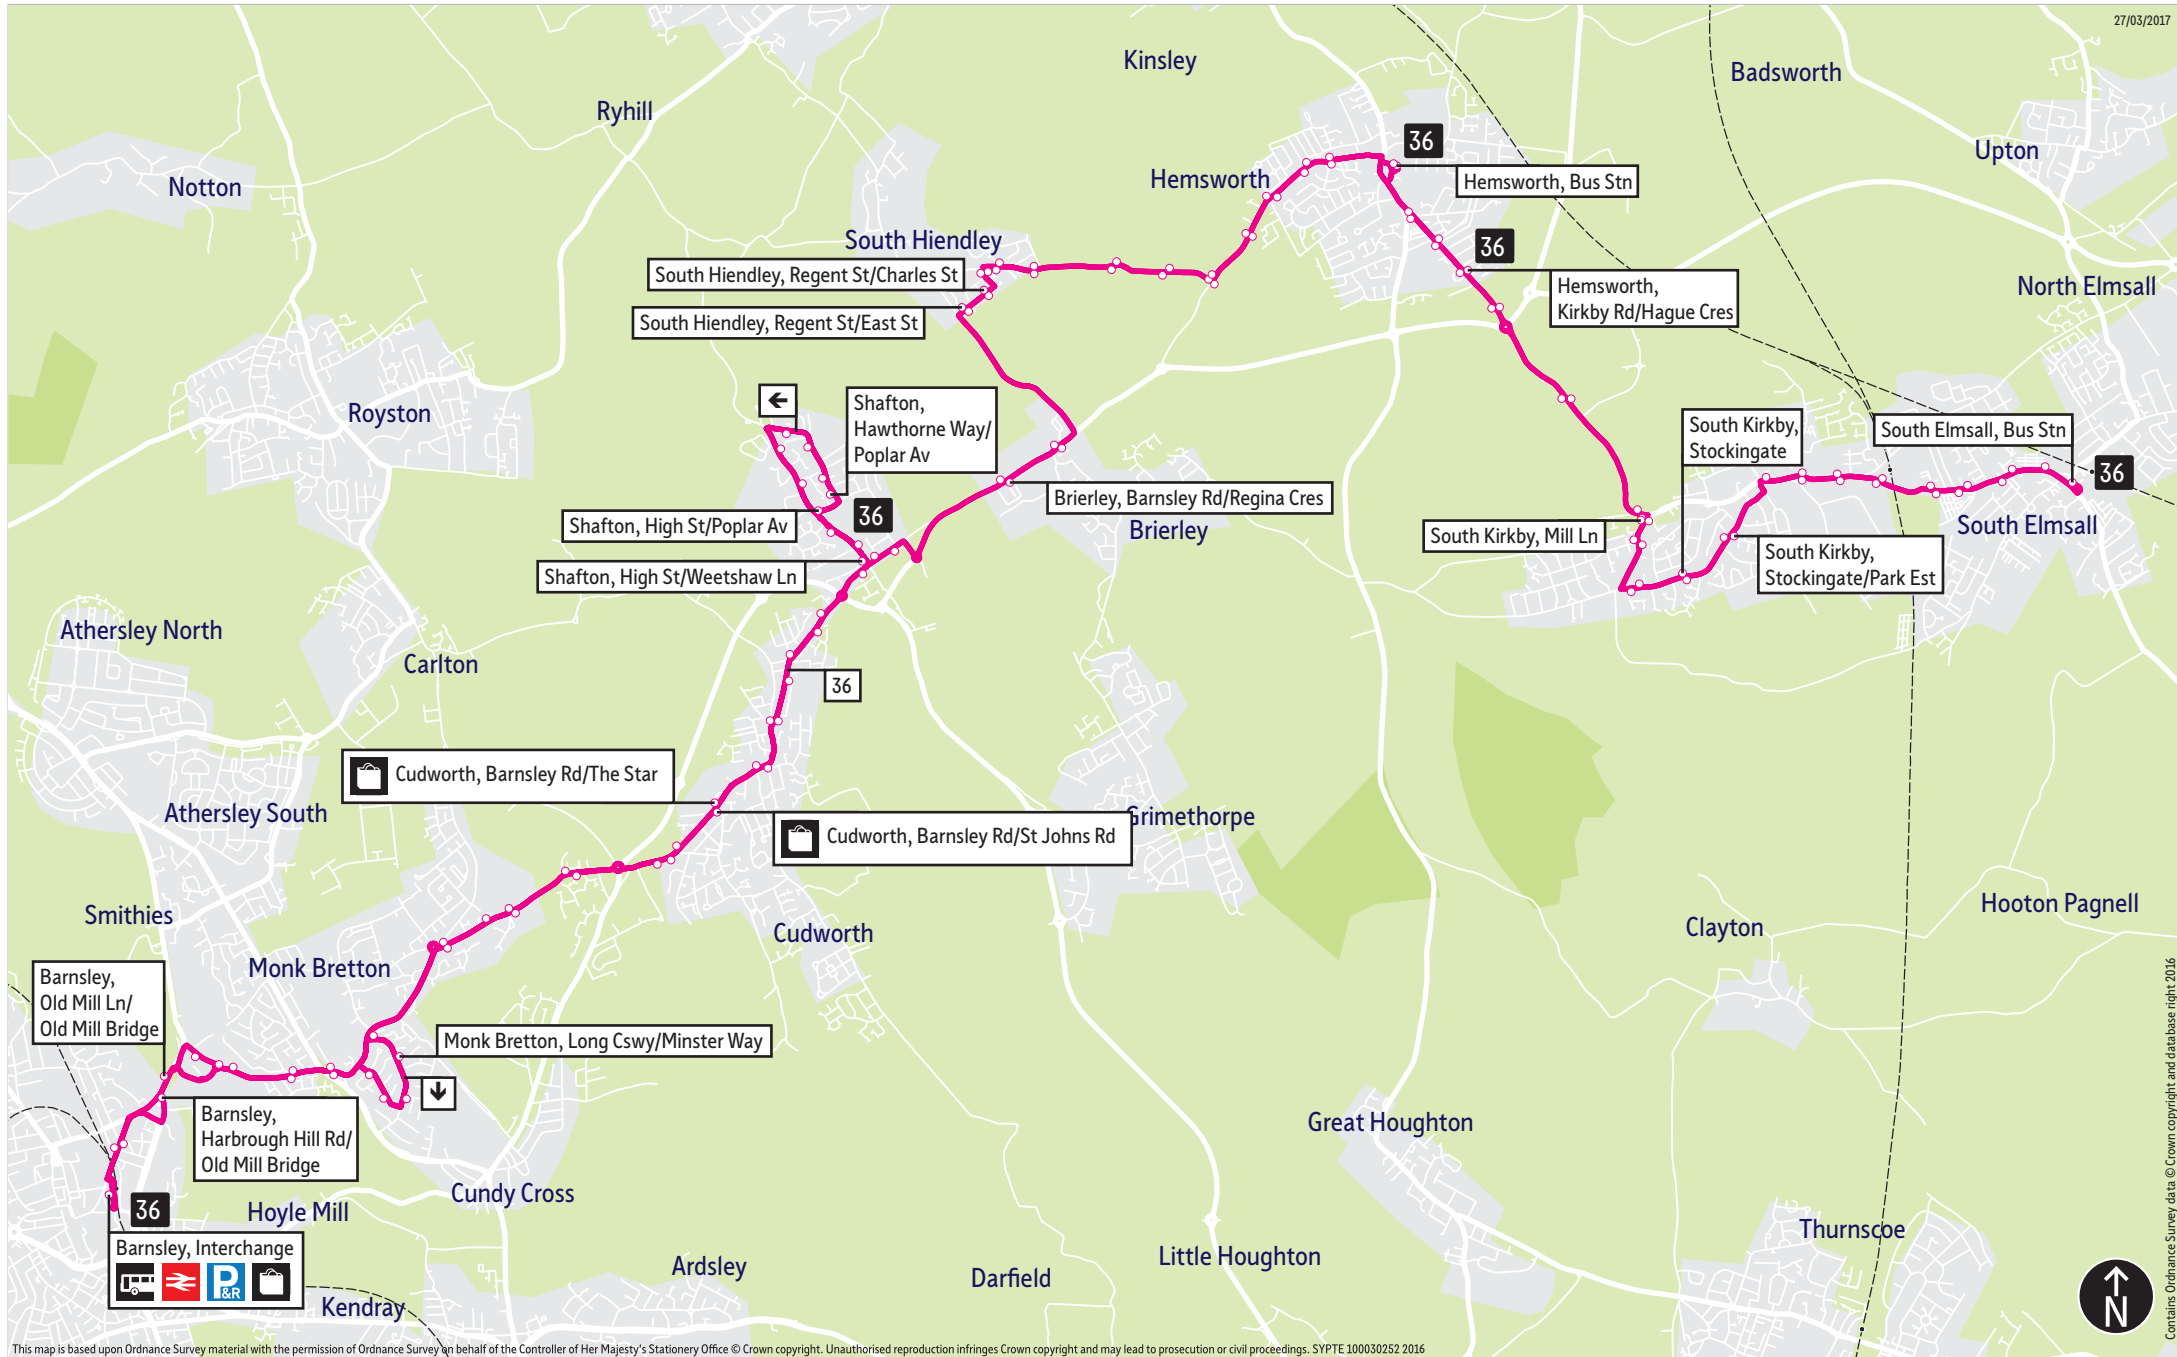 27/03/2017
Kinsley
Badsworth
Ryhill
Upton
36
Notton
Hemsworth
Hemsworth, Bus Stn
South Hiendley
36
South Hiendley, Regent St/Charles St
Hemsworth,
Kirkby Rd/Hague Cres
North Elmsall
South Hiendley, Regent St/East St
Royston
Shafton,
Hawthorne Way/
Poplar Av
South Kirkby,
Stockingate
South Elmsall, Bus Stn
36
Brierley, Barnsley Rd/Regina Cres
Shafton, High St/Poplar Av
36
Brierley
South Kirkby, Mill Ln
South Elmsall
South Kirkby,
Stockingate/Park Est
Shafton, High St/Weetshaw Ln
Athersley North
Carlton
36
Cudworth, Barnsley Rd/The Star
Athersley South
Grimethorpe
Cudworth, Barnsley Rd/St Johns Rd
Smithies
Hooton Pagnell
Clayton
Cudworth
Monk Bretton
Barnsley,
Old Mill Ln/
Old Mill Bridge
Monk Bretton, Long Cswy/Minster Way
Barnsley,
Harbrough Hill Rd/
Old Mill Bridge
Great Houghton
Cundy Cross
36
Hoyle Mill
Thurnscoe
Barnsley, Interchange
P&R
Little Houghton
Ardsley
Darfield
Kendray
N
Contains Ordnance Survey data © Crown copyright and database right 2016
This map is based upon Ordnance Survey material with the permission of Ordnance Survey on behalf of the Controller of Her Majesty's Stationery Office © Crown copyright. Unauthorised reproduction infringes Crown copyright and may lead to prosecution or civil proceedings. SYPTE 100030252 2016